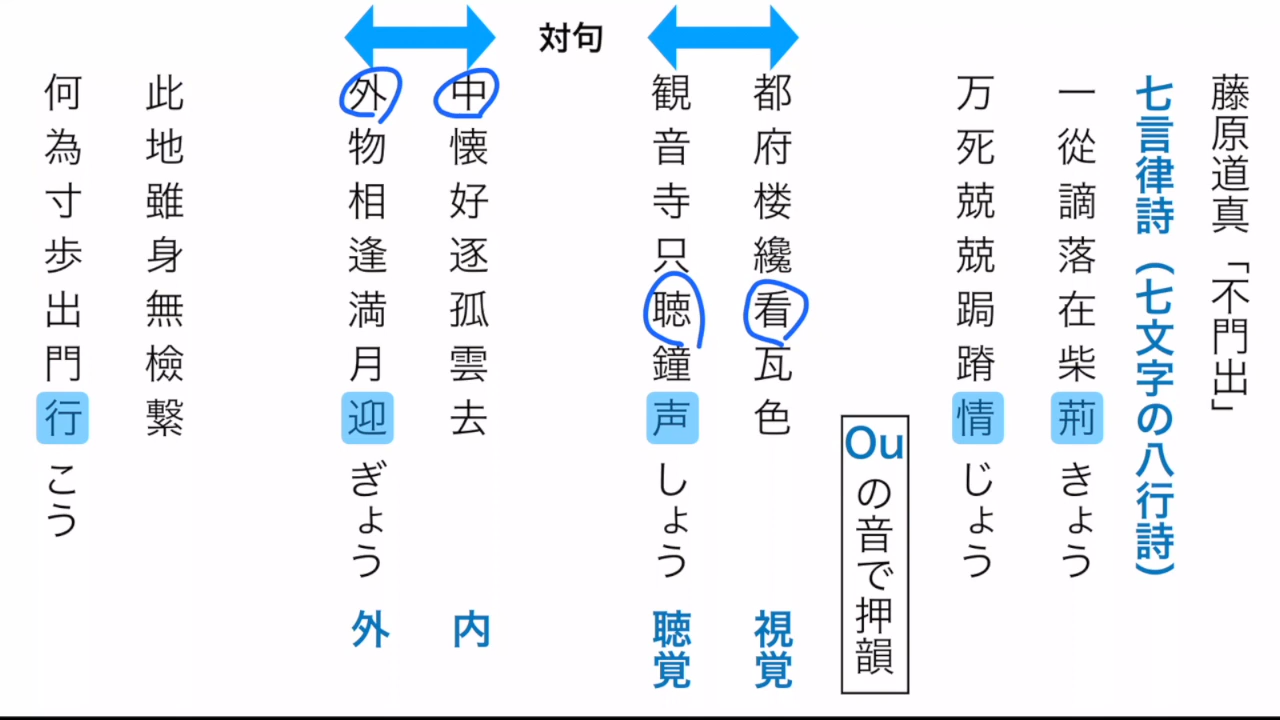 藤原道真「不門出」
七言律詩（七文字の八行詩）
一從謫落在柴荊きょう
万死兢兢跼蹐情じょう
Ouの音で押韻
対句
都府楼纔看瓦色 視覚
観音寺只聴鐘声しょう 聴覚
対句
中懐好逐孤雲去 内
外物相逢満月迎ぎょう 外
此地雖身無檢繋
何為寸歩出門行こう